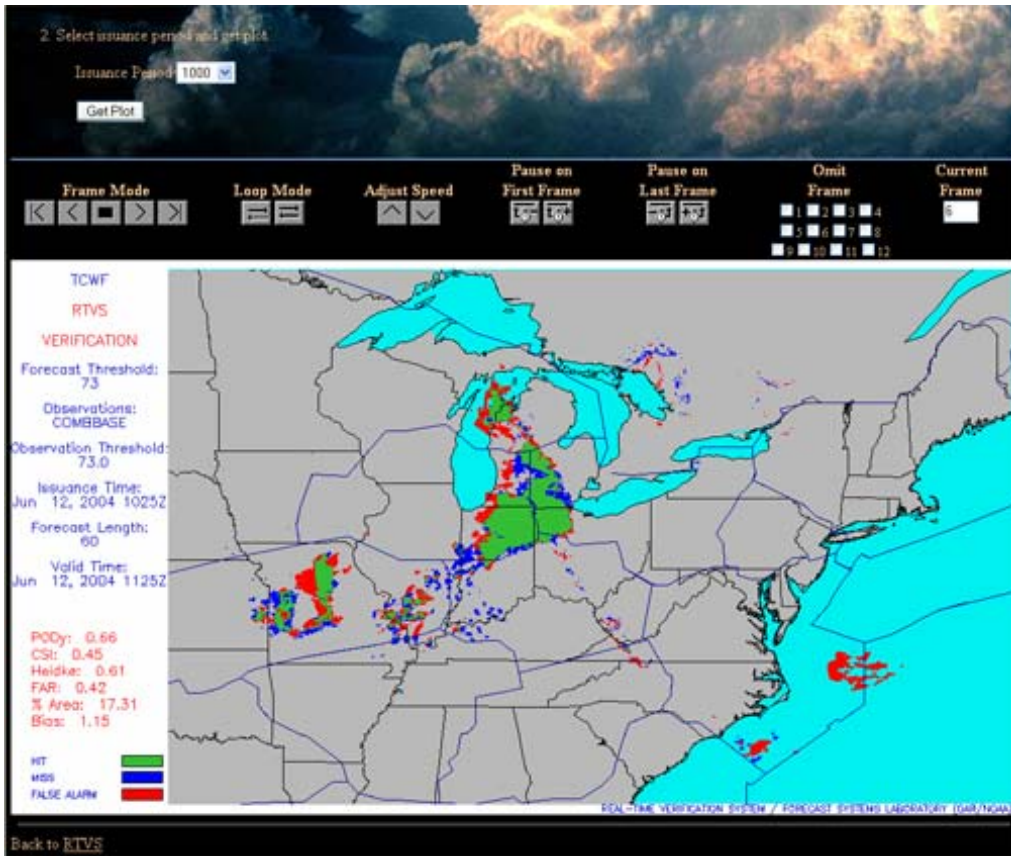 2. Select issuance period and get plot.
Issuance Period 1000
Get Plot
Frame Mode
Loop Mode
Adjust Speed
Pause on
First Frame
Pause on
Last Frame
Omit
Frame
1 2 3 4
5 6 7 8
9 10 11 12
Current
Frame
6
TCWF
RTVS
VERIFICATION
Forecast Threshold:
73
Observations:
COMBBASE
Observation Threshold:
73.0
Issuance Time:
Jun 12, 2004 1025Z
Forecast Length:
60
Valid Time:
Jun 12, 2004 1125Z
PODy: 0.66
CSI: 0.45
Heidke: 0.61
FAR: 0.42
% Area: 17.31
Bias: 1.15
HIT
MISS
FALSE ALARM
REAL-TIME VERIFICATION SYSTEM / FORECAST SYSTEMS LABORATORY (OAR/NOAA
Back to RTVS